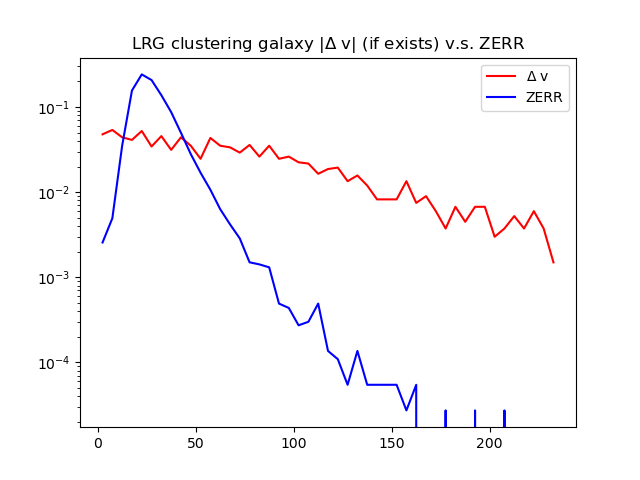 LRG clustering galaxy |Δ v| (if exists) v.s. ZERR
Δ v
ZERR
10⁻¹
10⁻²
10⁻³
10⁻⁴
0 50 100 150 200